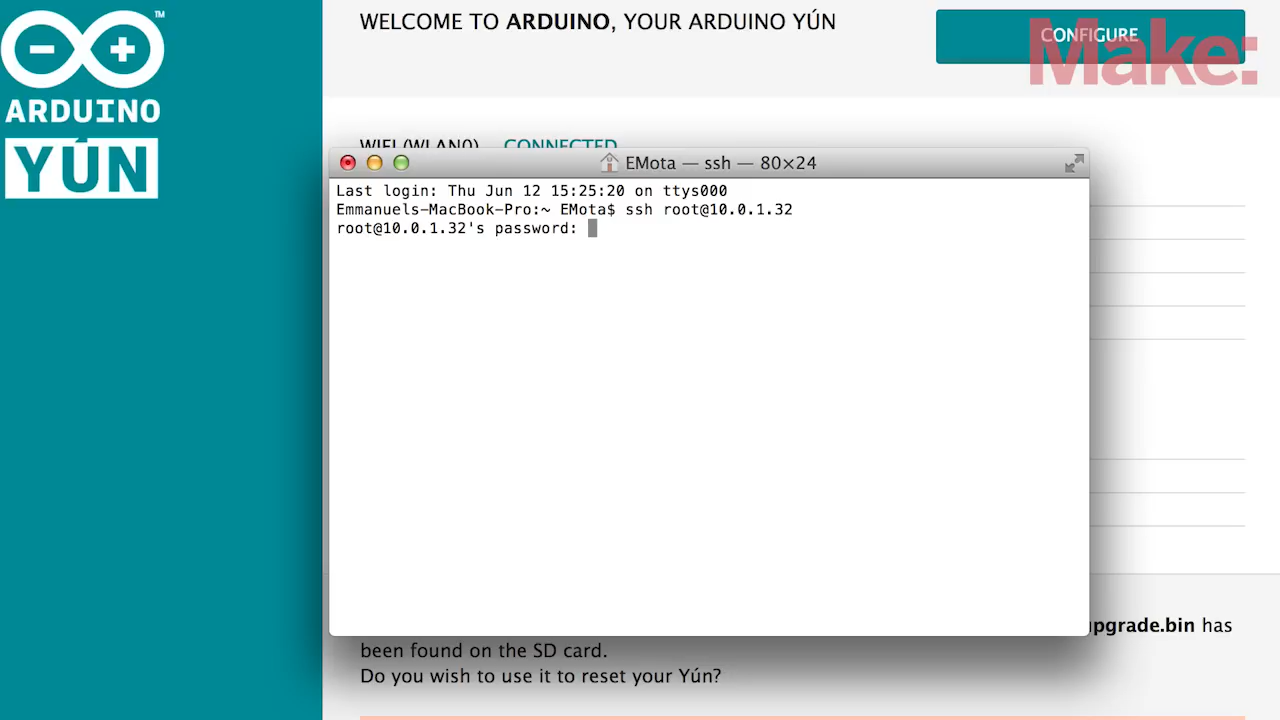 ARDUINO
YÚN
TM
WELCOME TO ARDUINO, YOUR ARDUINO YÚN
CONFIGURE
Make:
WIFI (WLAN0) CONNECTED
EMota — ssh — 80×24
Last login: Thu Jun 12 15:25:20 on ttys000
Emmanuels-MacBook-Pro:~ EMota$ ssh root@10.0.1.32
root@10.0.1.32's password:
upgrade.bin has
been found on the SD card.
Do you wish to use it to reset your Yún?